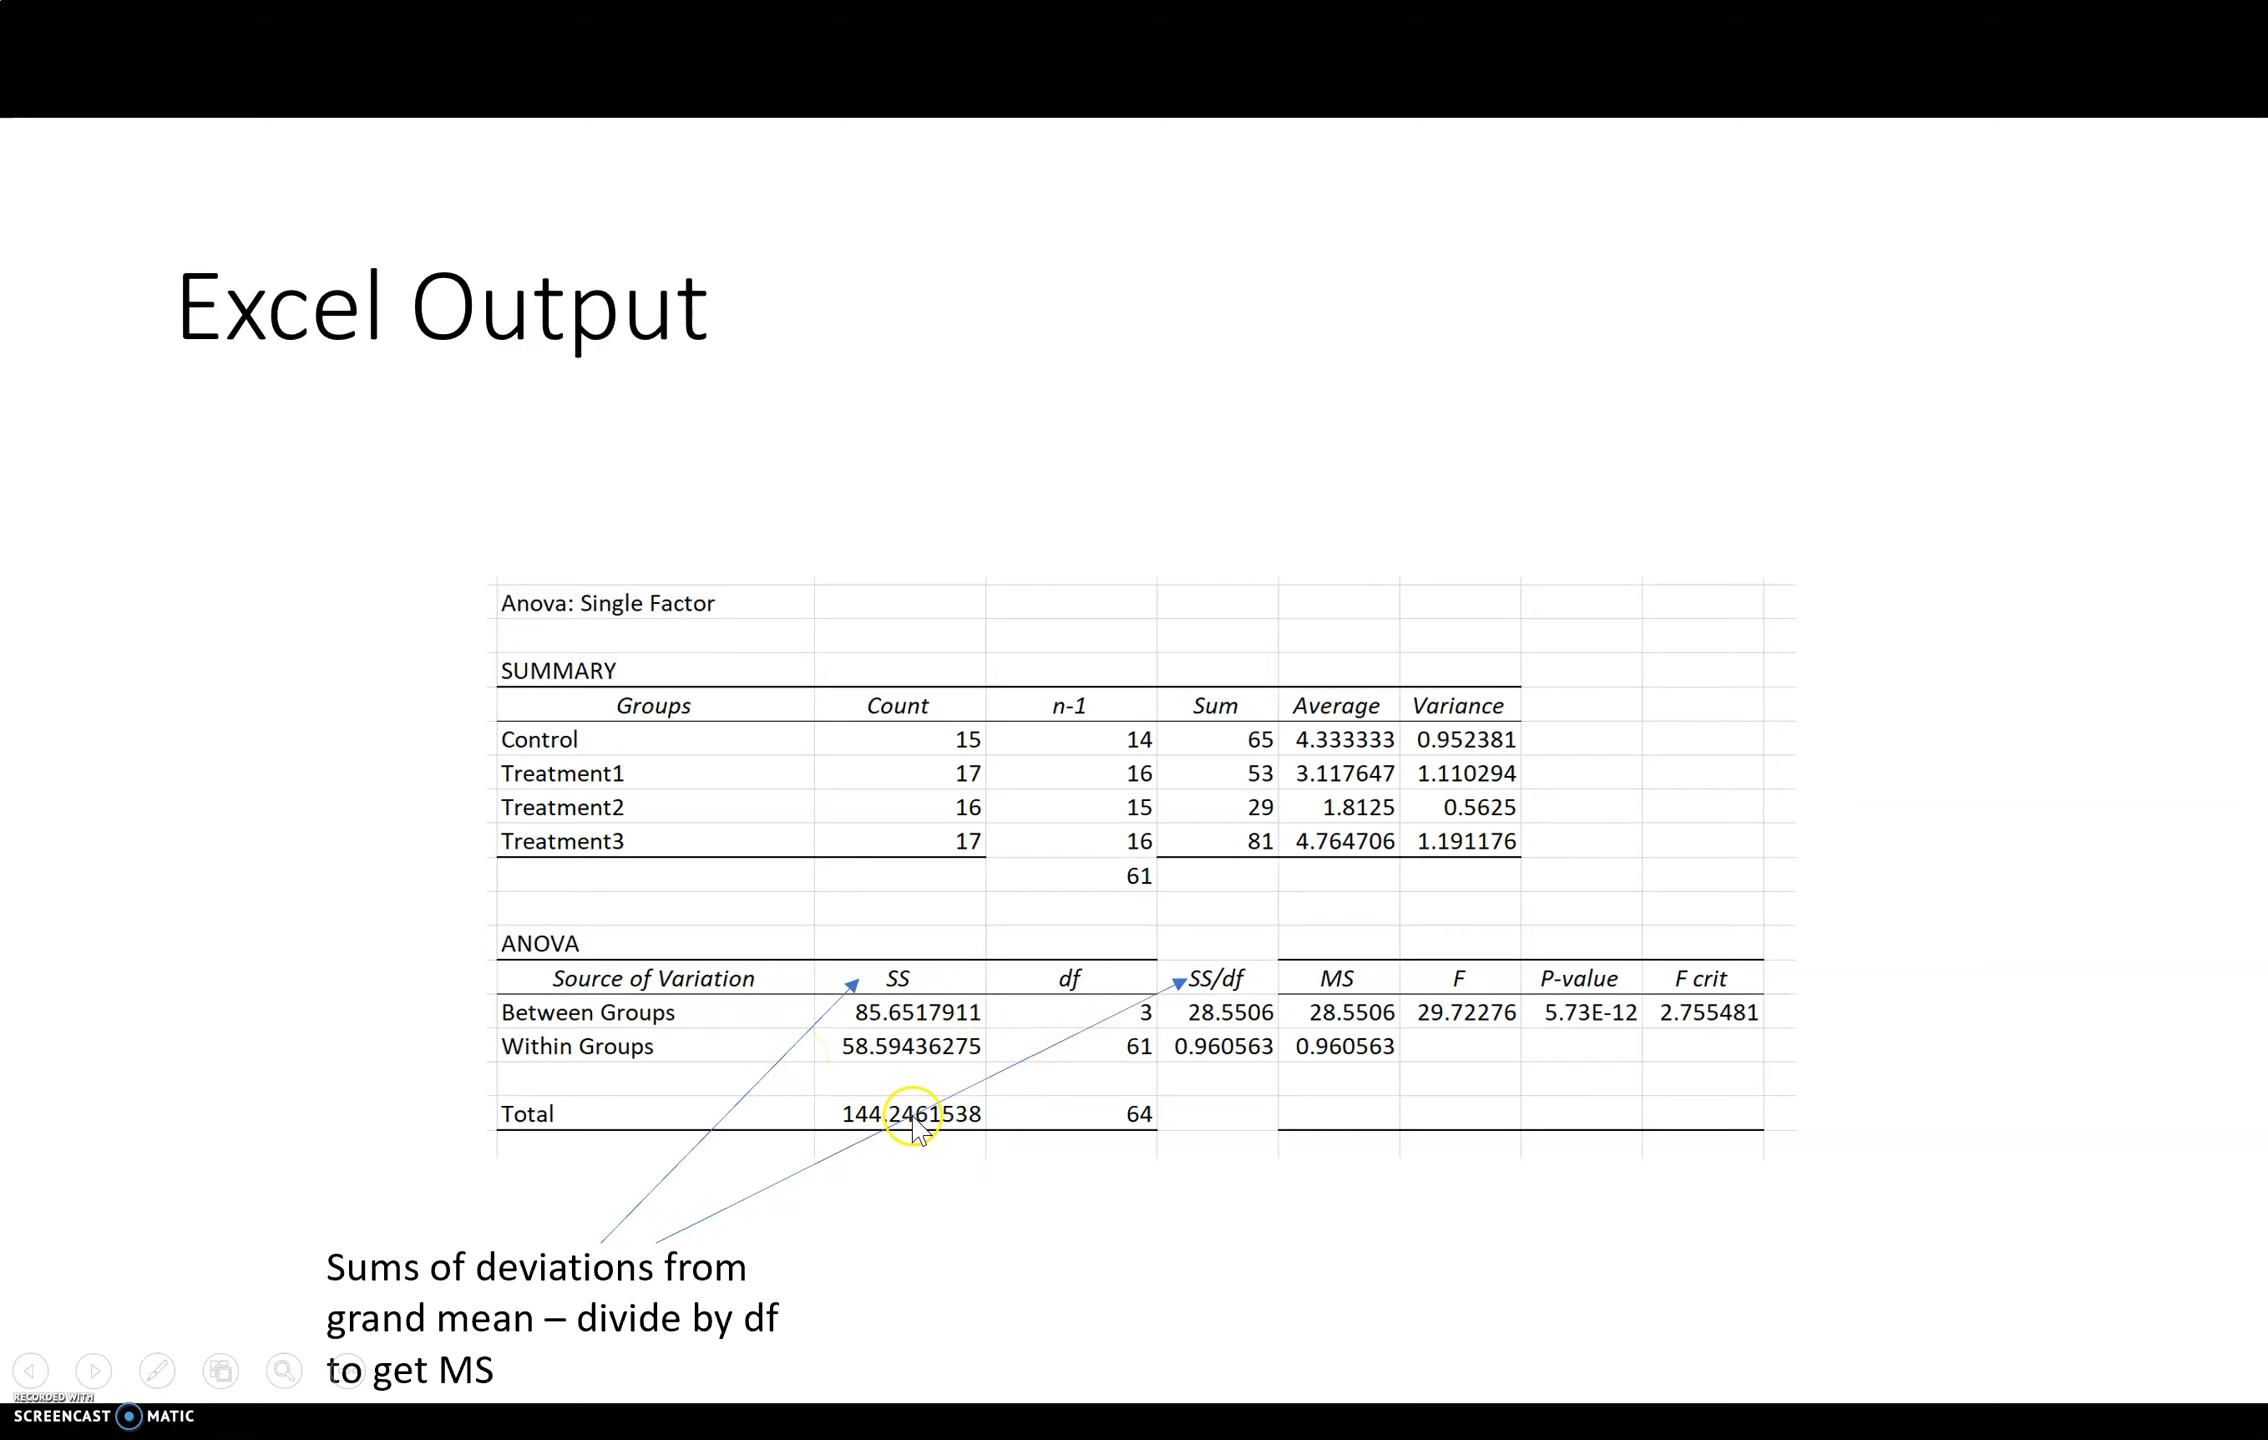 Excel Output
Anova: Single Factor
SUMMARY
Groups Count n-1 Sum Average Variance
Control 15 14 65 4.333333 0.952381
Treatment1 17 16 53 3.117647 1.110294
Treatment2 16 15 29 1.8125 0.5625
Treatment3 17 16 81 4.764706 1.191176
61
ANOVA
Source of Variation SS df SS/df MS F P-value F crit
Between Groups 85.6517911 3 28.5506 28.5506 29.72276 5.73E-12 2.755481
Within Groups 58.59436275 61 0.960563 0.960563
Total 144.2461538 64
Sums of deviations from
grand mean – divide by df
to get MS
RECORDED WITH
SCREENCAST MATIC